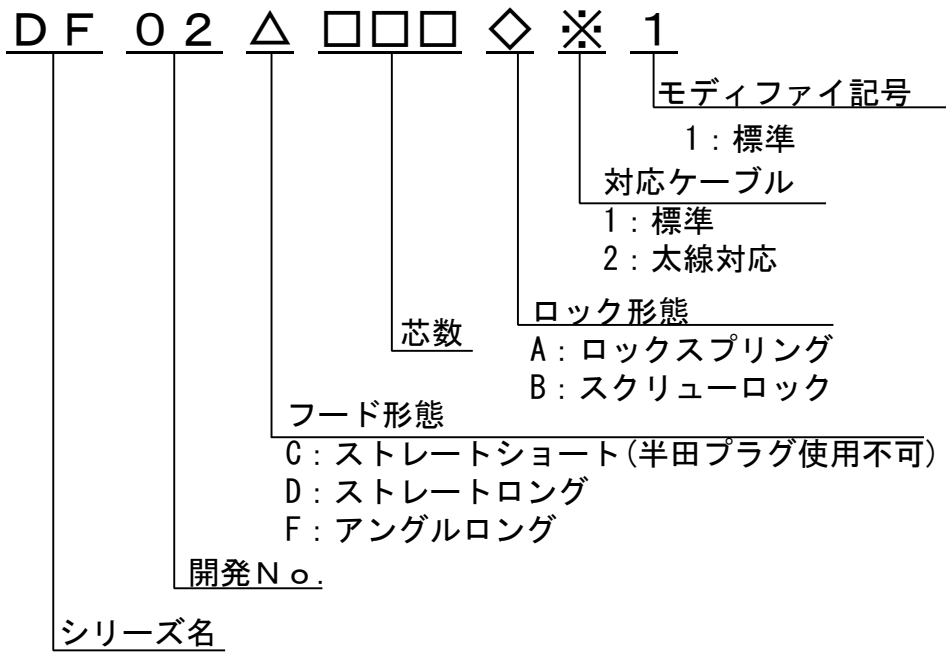 ＤＦ ０２ △ □□□ ◇ ※ １
モディファイ記号
1：標準
対応ケーブル
1：標準
2：太線対応
ロック形態
A：ロックスプリング
B：スクリューロック
芯数
フード形態
C：ストレートショート(半田プラグ使用不可)
D：ストレートロング
F：アングルロング
開発Ｎｏ.
シリーズ名